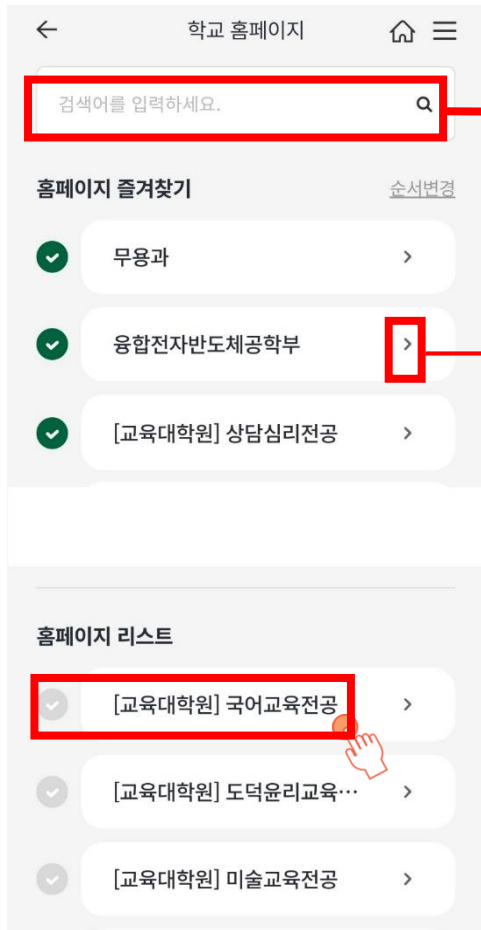 학교 홈페이지
검색어를 입력하세요.
홈페이지 즐겨찾기
순서변경
무용과
융합전자반도체공학부
[교육대학원] 상담심리전공
홈페이지 리스트
[교육대학원] 국어교육전공
[교육대학원] 도덕윤리교육…
[교육대학원] 미술교육전공